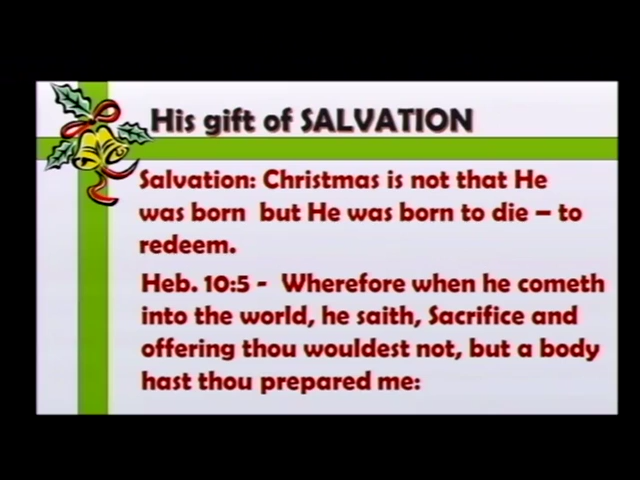 His gift of SALVATION
Salvation: Christmas is not that He
was born but He was born to die – to
redeem.
Heb. 10:5 - Wherefore when he cometh
into the world, he saith, Sacrifice and
offering thou wouldest not, but a body
hast thou prepared me: